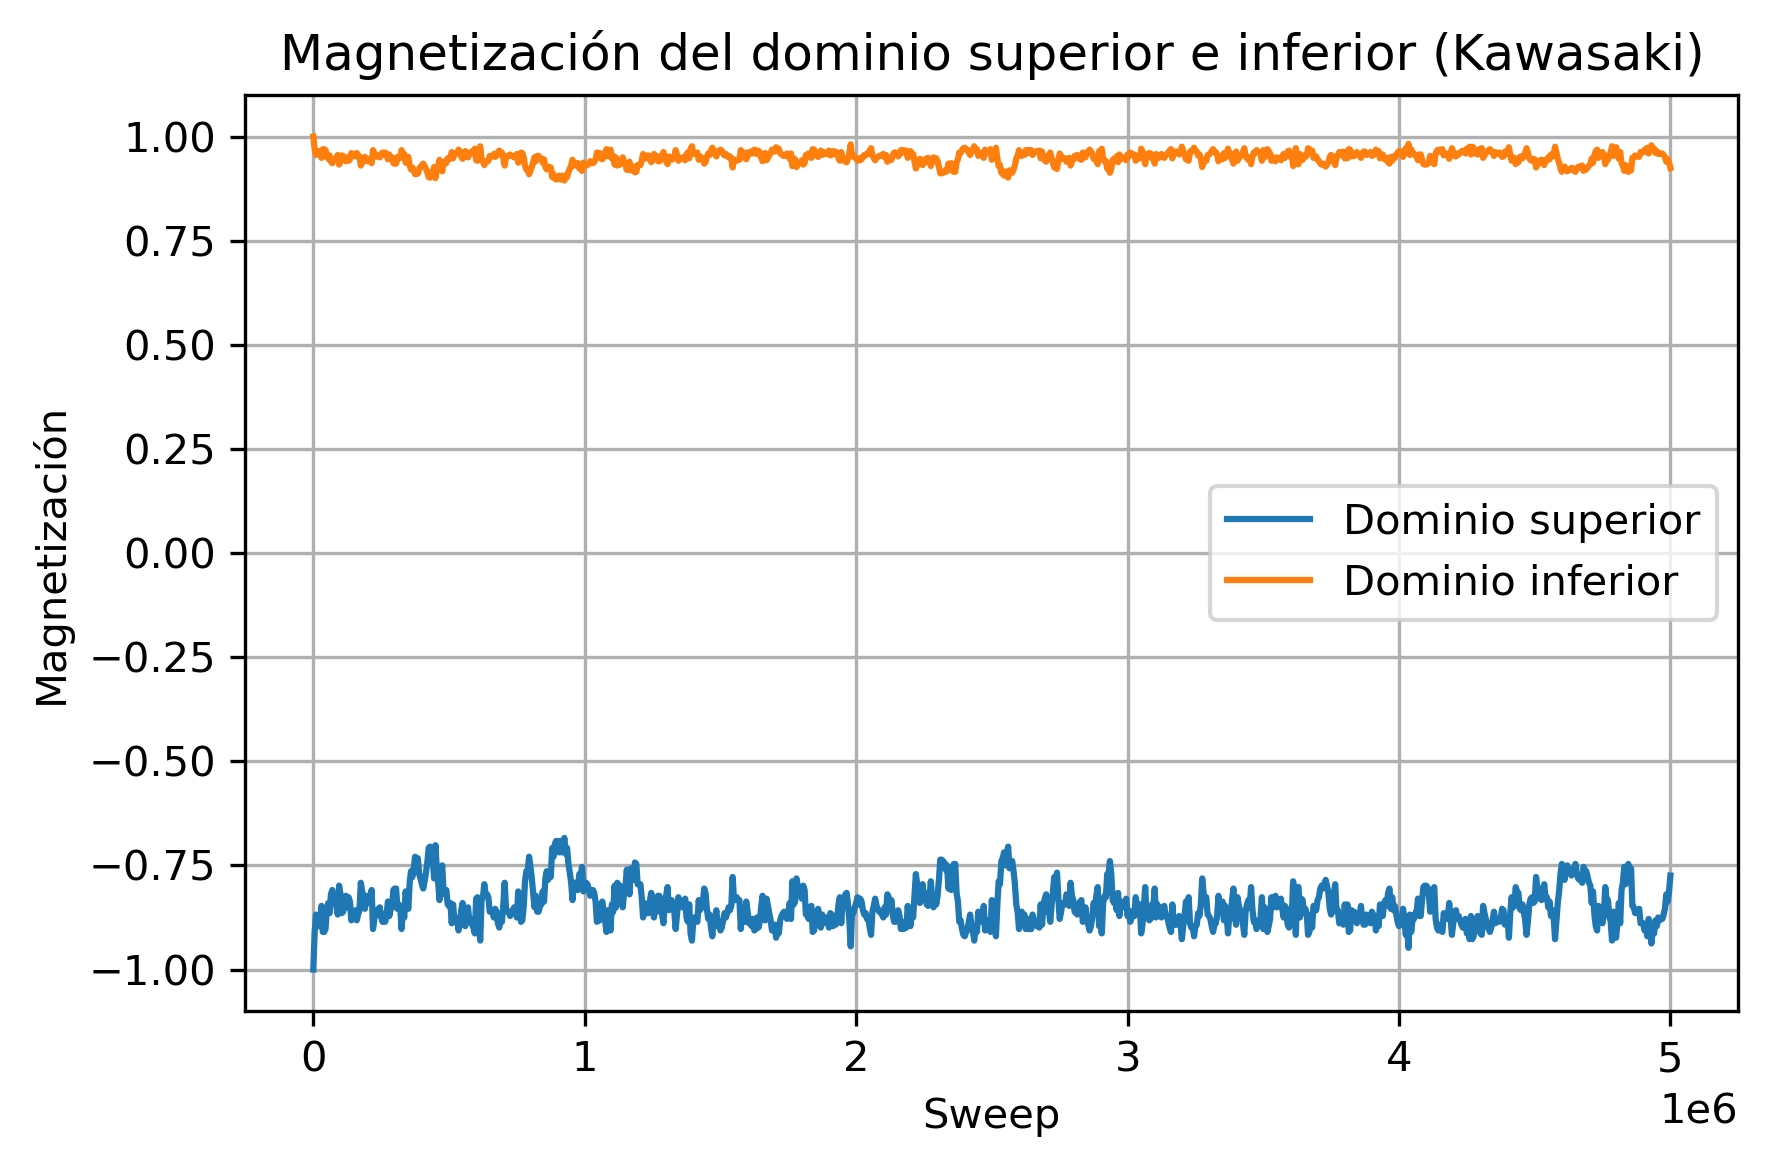 Magnetización del dominio superior e inferior (Kawasaki)
Magnetización
1.00
0.75
0.50
0.25
0.00
−0.25
−0.50
−0.75
−1.00
Dominio superior
Dominio inferior
0 1 2 3 4 5
1e6
Sweep